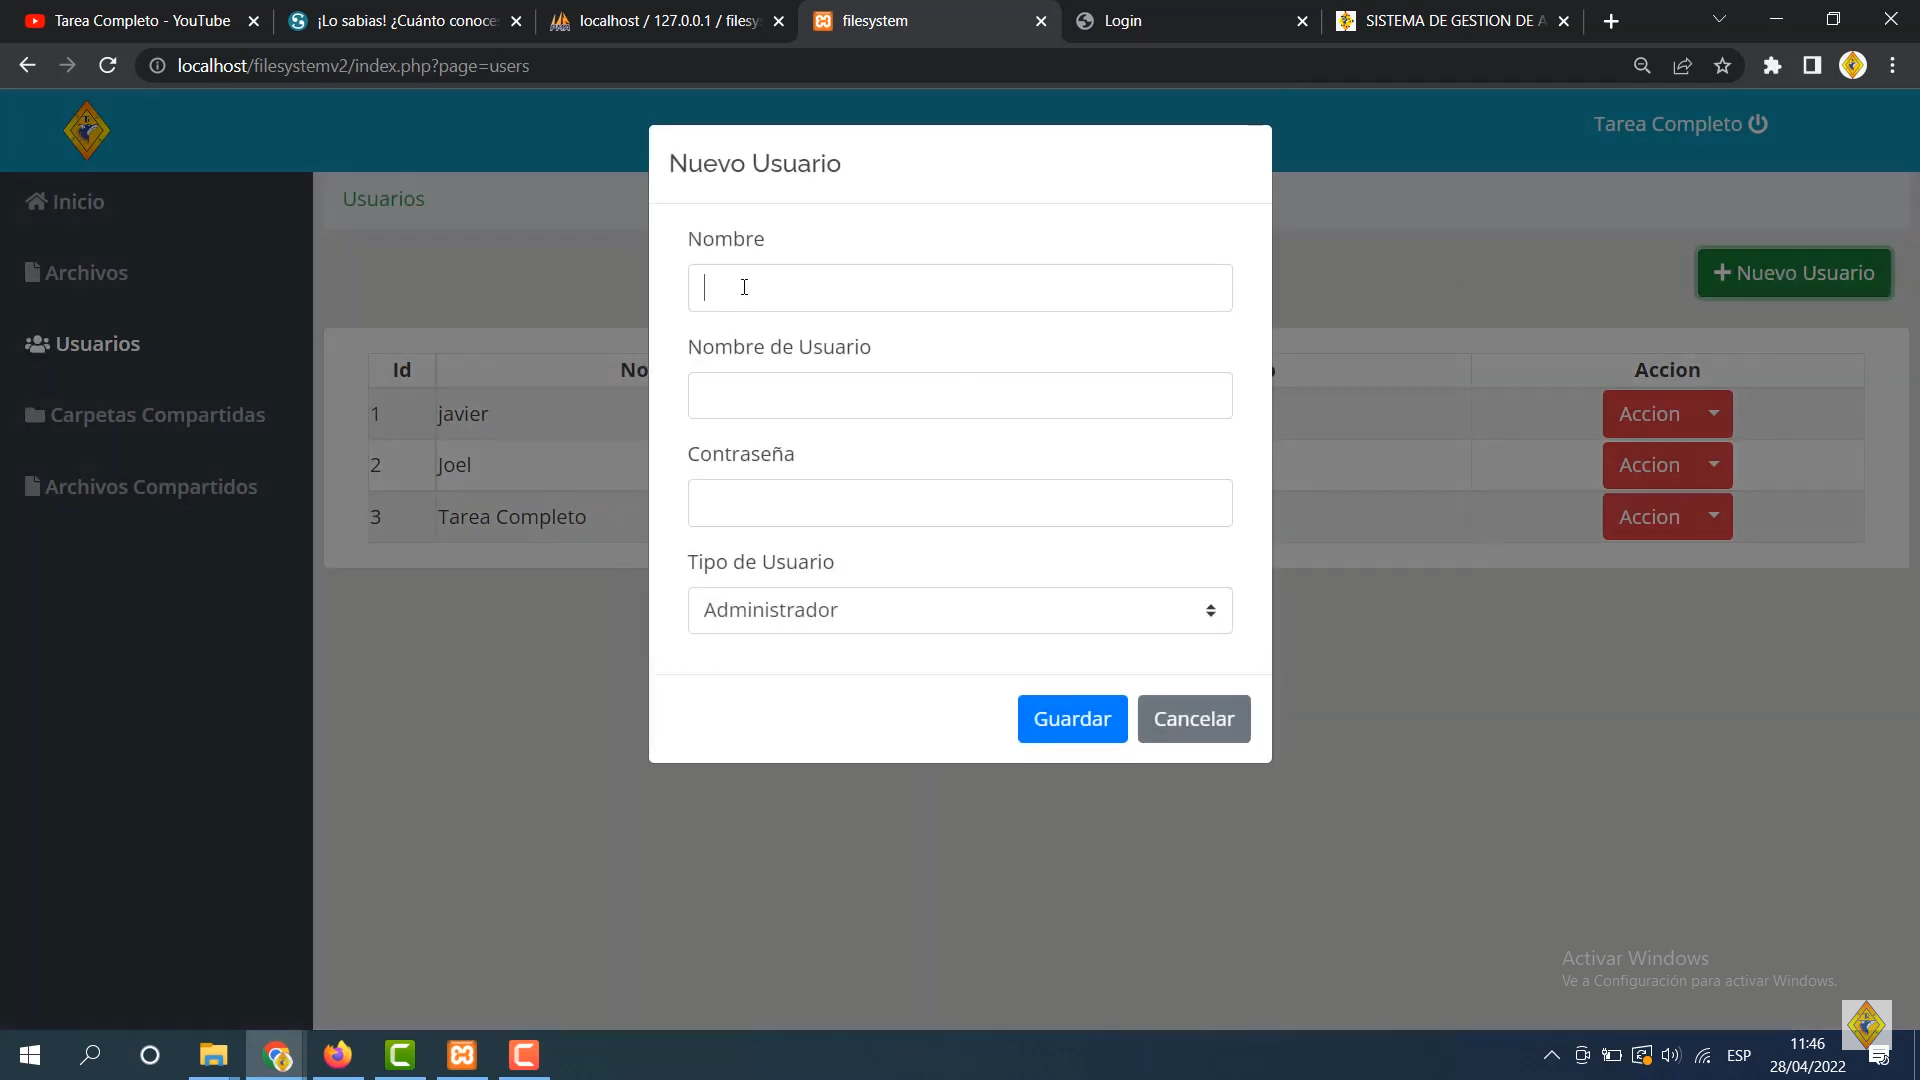 Tarea Completo - YouTube
¡Lo sabias! ¿Cuánto conoce
localhost / 127.0.0.1 / filesy
filesystem
Login
SISTEMA DE GESTION DE A
localhost/filesystemv2/index.php?page=users
Tarea Completo
Nuevo Usuario
Inicio
Usuarios
Nombre
Archivos
Nuevo Usuario
Usuarios
Nombre de Usuario
Id
No
Accion
1
javier
Accion
Carpetas Compartidas
Contraseña
2
Joel
Accion
Archivos Compartidos
3
Tarea Completo
Accion
Tipo de Usuario
Administrador
Guardar
Cancelar
Activar Windows
Ve a Configuración para activar Windows.
ESP
11:46
28/04/2022